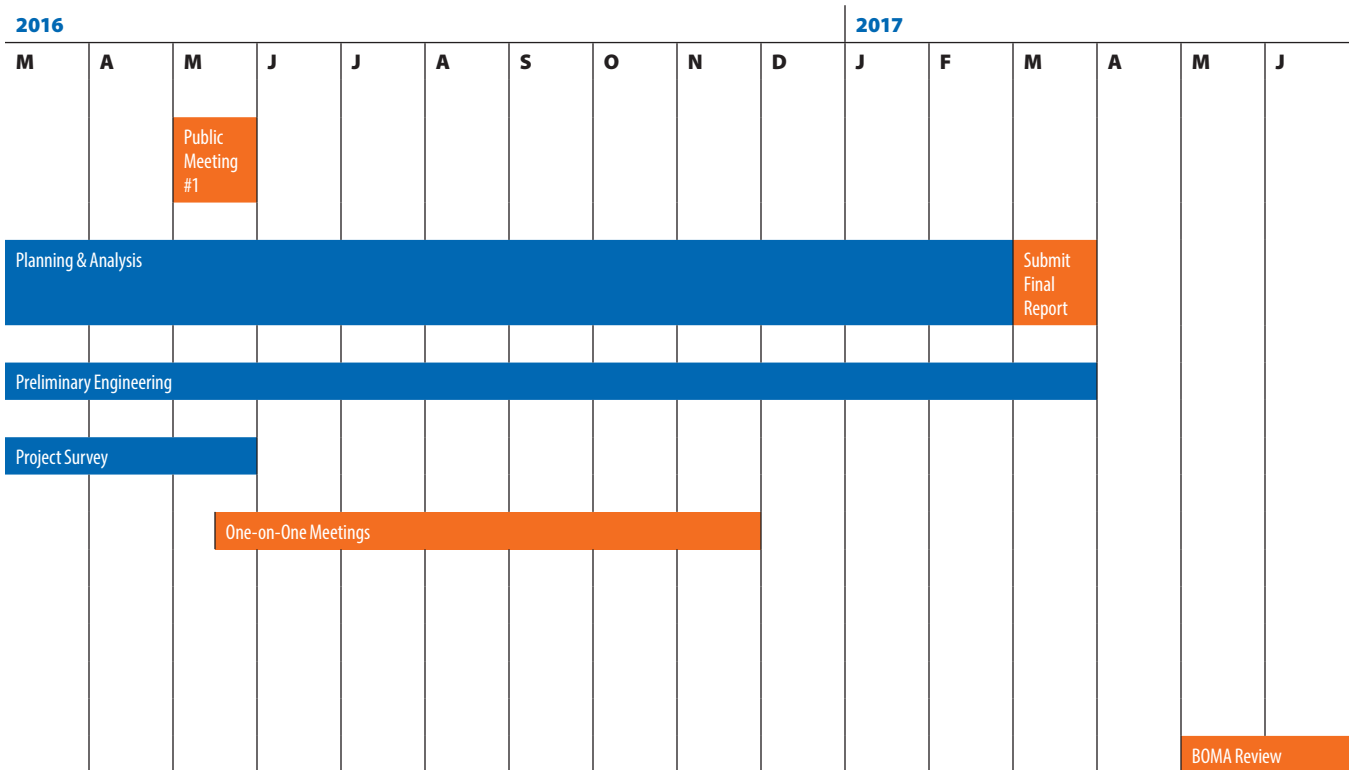 2016 2017
M A M J J A S O N D J F M A M J
Public
Meeting
#1
Planning & Analysis
Submit
Final
Report
Preliminary Engineering
Project Survey
One-on-One Meetings
BOMA Review